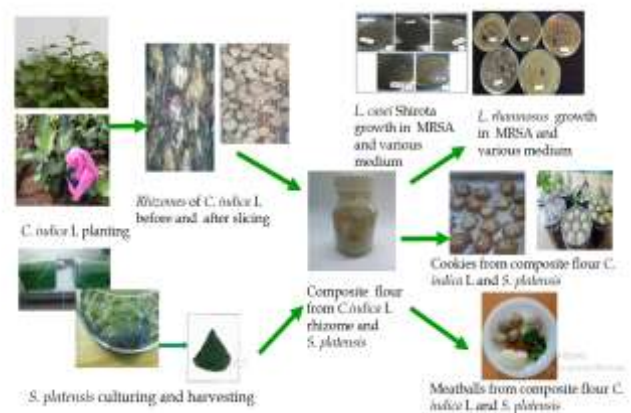 C. indica L planting
Rhizomes of C. indica L
before and after slicing
S. platensis culturing and harvesting
Composite flour
from C.indica L
rhizome and
S. platensis
L. casei Shirota
growth in MRSA
and various
medium
L. rhamnosus growth
in MRSA and
various medium
Cookies from composite flour C.
indica L and S. platensis
Meatballs from composite flour C.
indica L and S. platensis